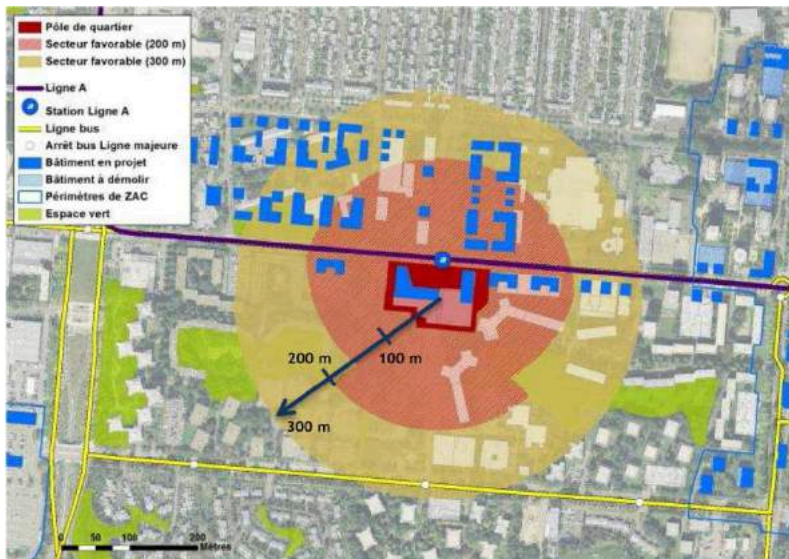 Pôle de quartier
Secteur favorable (200 m)
Secteur favorable (300 m)
Ligne A
Station Ligne A
Ligne bus
Arrêt bus Ligne majeure
Bâtiment en projet
Bâtiment à démolir
Périmètres de ZAC
Espace vert
200 m
100 m
300 m
0 50 100 200
Mètres